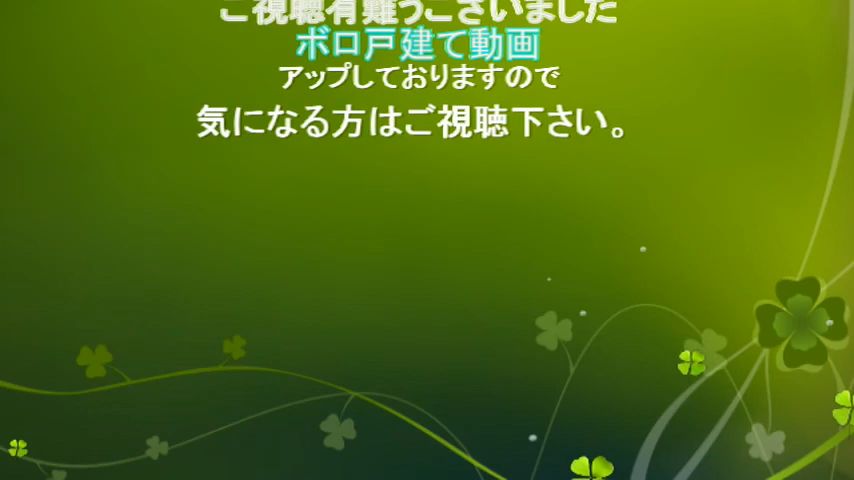 ご視聴有難うございました
ボロ戸建て動画
アップしておりますので
気になる方はご視聴下さい。